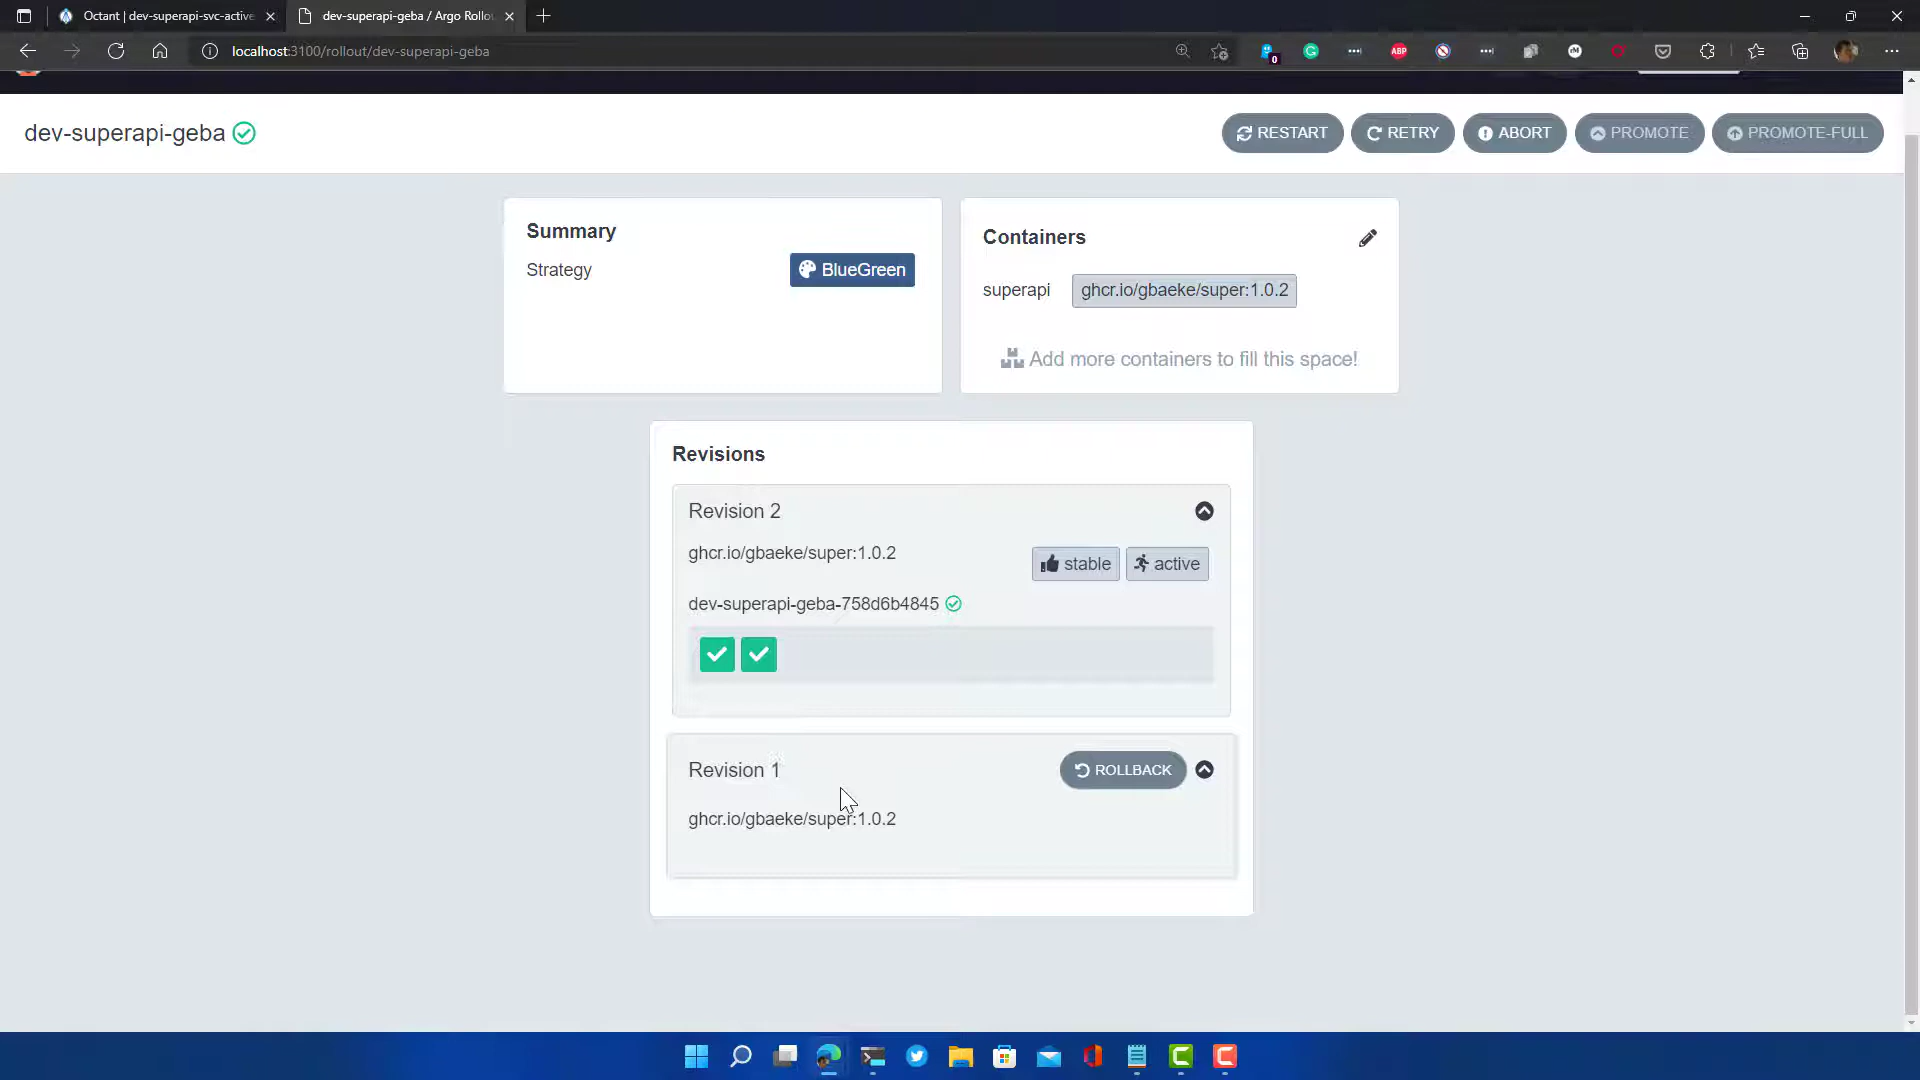 Octant | dev-superapi-svc-active
dev-superapi-geba / Argo Rollou
localhost:3100/rollout/dev-superapi-geba
0
ABP
dev-superapi-geba
RESTART
RETRY
ABORT
PROMOTE
PROMOTE-FULL
Summary
Strategy
BlueGreen
Containers
superapi
ghcr.io/gbaeke/super:1.0.2
Add more containers to fill this space!
Revisions
Revision 2
ghcr.io/gbaeke/super:1.0.2
stable
active
dev-superapi-geba-758d6b4845
Revision 1
ROLLBACK
ghcr.io/gbaeke/super:1.0.2